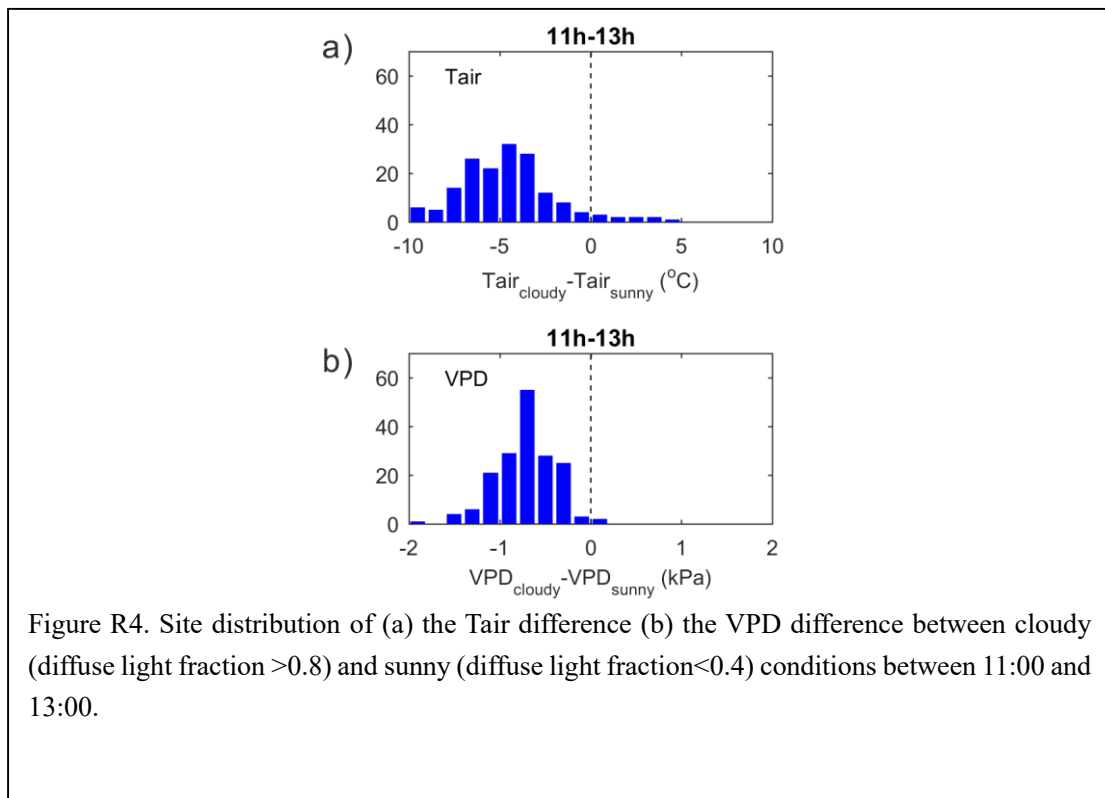 a)
11h-13h
60
Tair
40
20
0
-10 -5 0 5 10
Tair_cloudy-Tair_sunny (°C)
b)
11h-13h
60
VPD
40
20
0
-2 -1 0 1 2
VPD_cloudy-VPD_sunny (kPa)
Figure R4. Site distribution of (a) the Tair difference (b) the VPD difference between cloudy
(diffuse light fraction >0.8) and sunny (diffuse light fraction<0.4) conditions between 11:00 and
13:00.